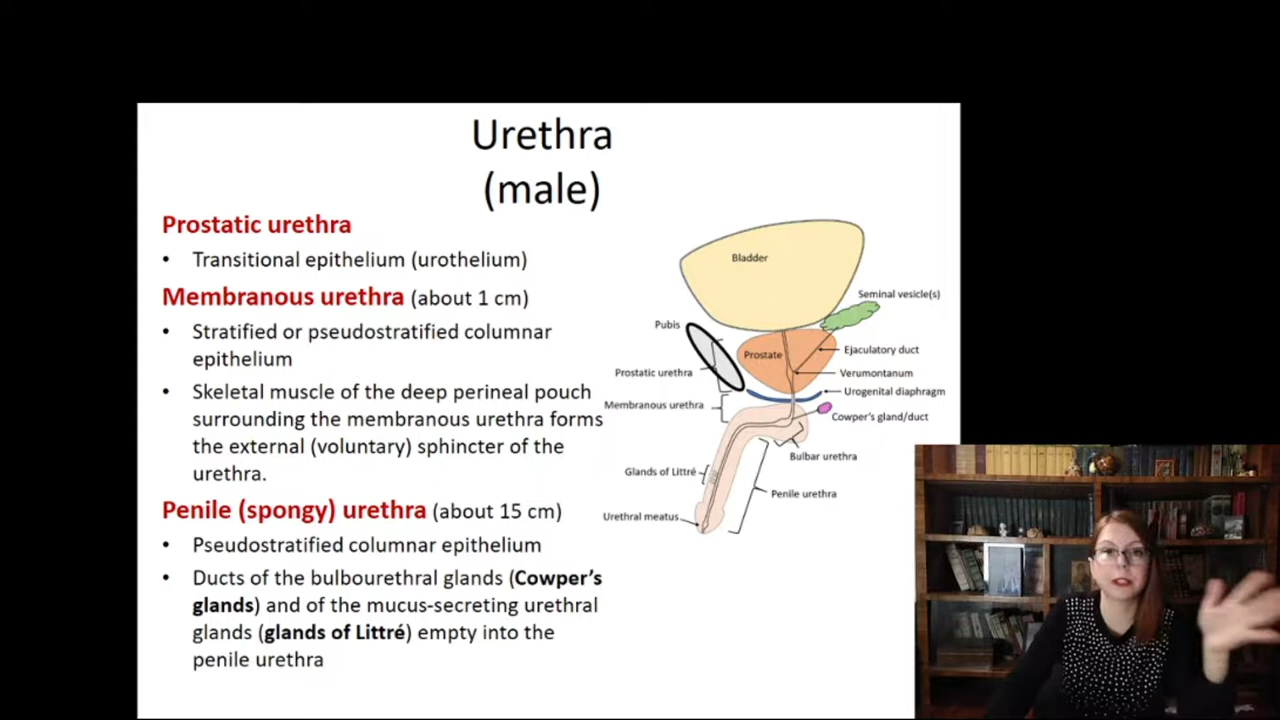 Urethra
(male)
Prostatic urethra
• Transitional epithelium (urothelium)
Membranous urethra (about 1 cm)
• Stratified or pseudostratified columnar
epithelium
• Skeletal muscle of the deep perineal pouch
surrounding the membranous urethra forms
the external (voluntary) sphincter of the
urethra.
Penile (spongy) urethra (about 15 cm)
• Pseudostratified columnar epithelium
• Ducts of the bulbourethral glands (Cowper's
glands) and of the mucus-secreting urethral
glands (glands of Littré) empty into the
penile urethra
Bladder
Seminal vesicle(s)
Pubis
Prostate
Ejaculatory duct
Prostatic urethra
Verumontanum
Urogenital diaphragm
Membranous urethra
Cowper's gland/duct
Bulbar urethra
Glands of Littré
Penile urethra
Urethral meatus